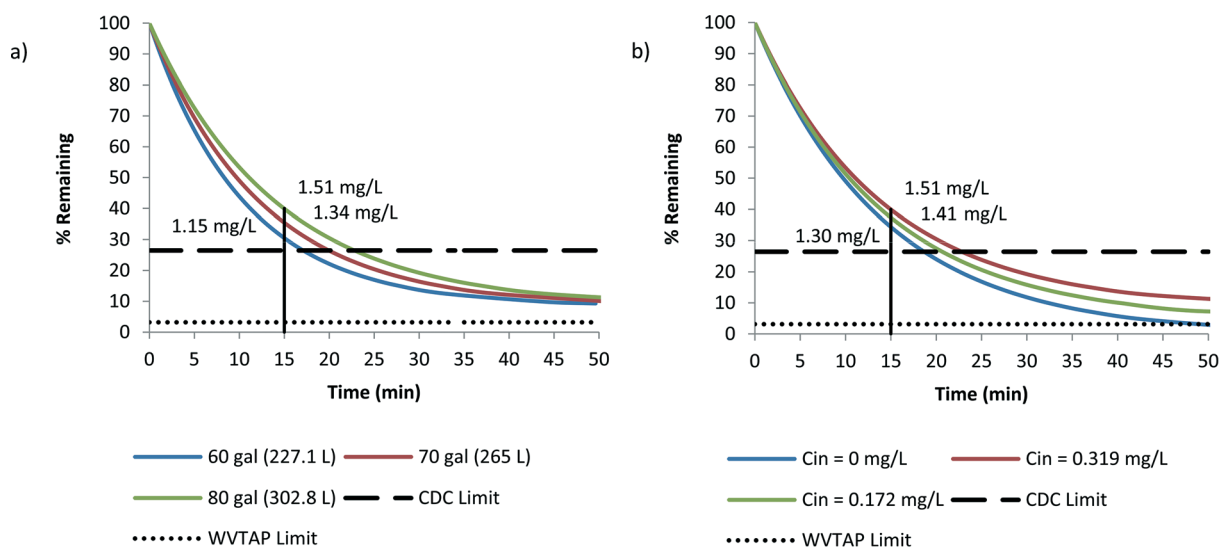 a)
% Remaining
100
90
80
70
60
50
40
30
20
10
0
1.51 mg/L
1.34 mg/L
1.15 mg/L
0 5 10 15 20 25 30 35 40 45 50
Time (min)
60 gal (227.1 L)
70 gal (265 L)
80 gal (302.8 L)
CDC Limit
WVTAP Limit
b)
% Remaining
100
90
80
70
60
50
40
30
20
10
0
1.51 mg/L
1.41 mg/L
1.30 mg/L
0 5 10 15 20 25 30 35 40 45 50
Time (min)
Cin = 0 mg/L
Cin = 0.319 mg/L
Cin = 0.172 mg/L
CDC Limit
WVTAP Limit